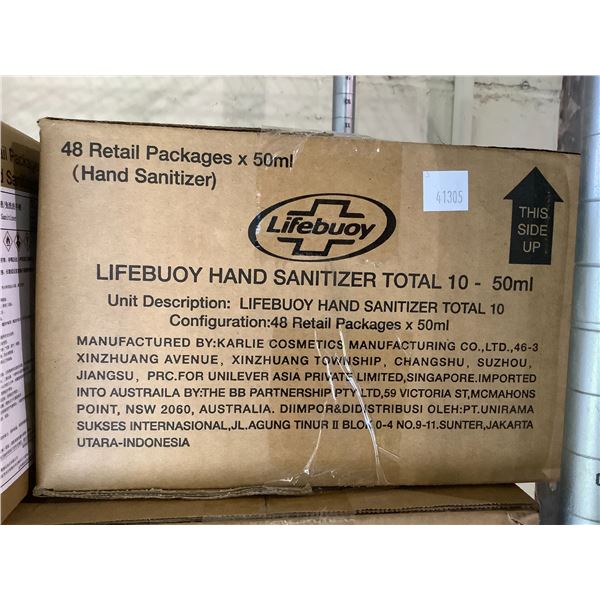 48 Retail Packages x 50ml
(Hand Sanitizer)
41305
Lifebuoy
THIS
SIDE
UP
LIFEBUOY HAND SANITIZER TOTAL 10 - 50ml
Unit Description: LIFEBUOY HAND SANITIZER TOTAL 10
Configuration:48 Retail Packages x 50ml
MANUFACTURED BY:KARLIE COSMETICS MANUFACTURING CO.,LTD.,46-3
XINZHUANG AVENUE, XINZHUANG TOWNSHIP, CHANGSHU, SUZHOU,
JIANGSU, PRC.FOR UNILEVER ASIA PRIVATE LIMITED,SINGAPORE.IMPORTED
INTO AUSTRAILA BY:THE BB PARTNERSHIP PTY LTD,59 VICTORIA ST,MCMAHONS
POINT, NSW 2060, AUSTRALIA. DIIMPOR&DIDISTRIBUSI OLEH:PT.UNIRAMA
SUKSES INTERNASIONAL,JL.AGUNG TINUR II BLOK 0-4 NO.9-11.SUNTER,JAKARTA
UTARA-INDONESIA